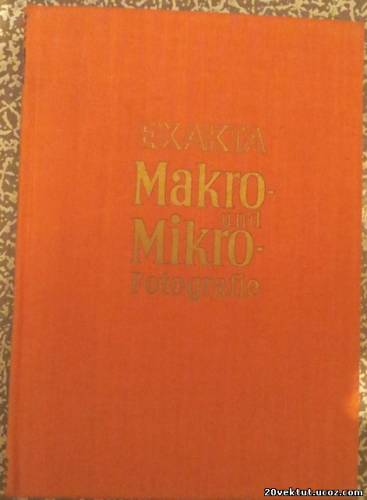 EXAKTA
Makro-
und
Mikro-
Fotografie
20vektut.ucoz.com